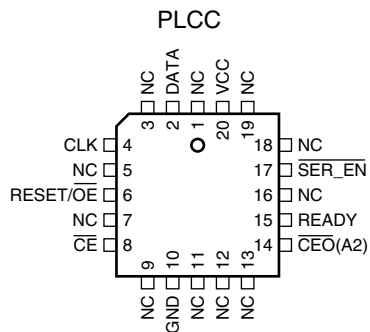 PLCC
NC
DATA
NC
VCC
NC
3
2
1
20
19
CLK 4
NC 5
RESET/OE 6
NC 7
CE 8
18 NC
17 SER_EN
16 NC
15 READY
14 CEO(A2)
9
10
11
12
13
NC
GND
NC
NC
NC